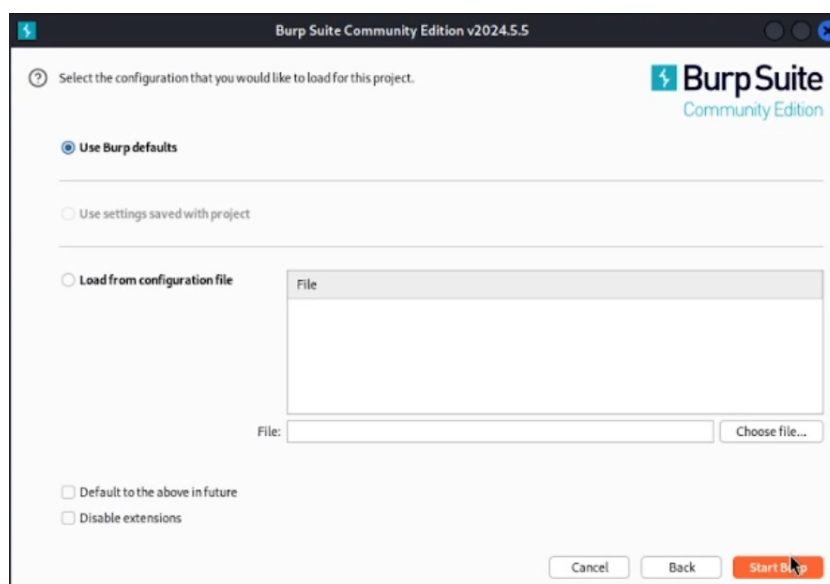 Burp Suite Community Edition v2024.5.5
Select the configuration that you would like to load for this project.
Burp Suite
Community Edition
Use Burp defaults
Use settings saved with project
Load from configuration file
File
File:
Choose file...
Default to the above in future
Disable extensions
Cancel
Back
Start Burp